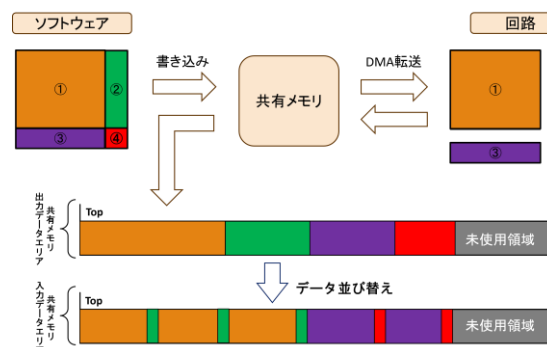 ソフトウェア
回路
書き込み
DMA転送
①
②
③
④
共有メモリ
①
③
共有メモリ
出力データエリア
Top
未使用領域
データ並び替え
共有メモリ
入力データエリア
Top
未使用領域